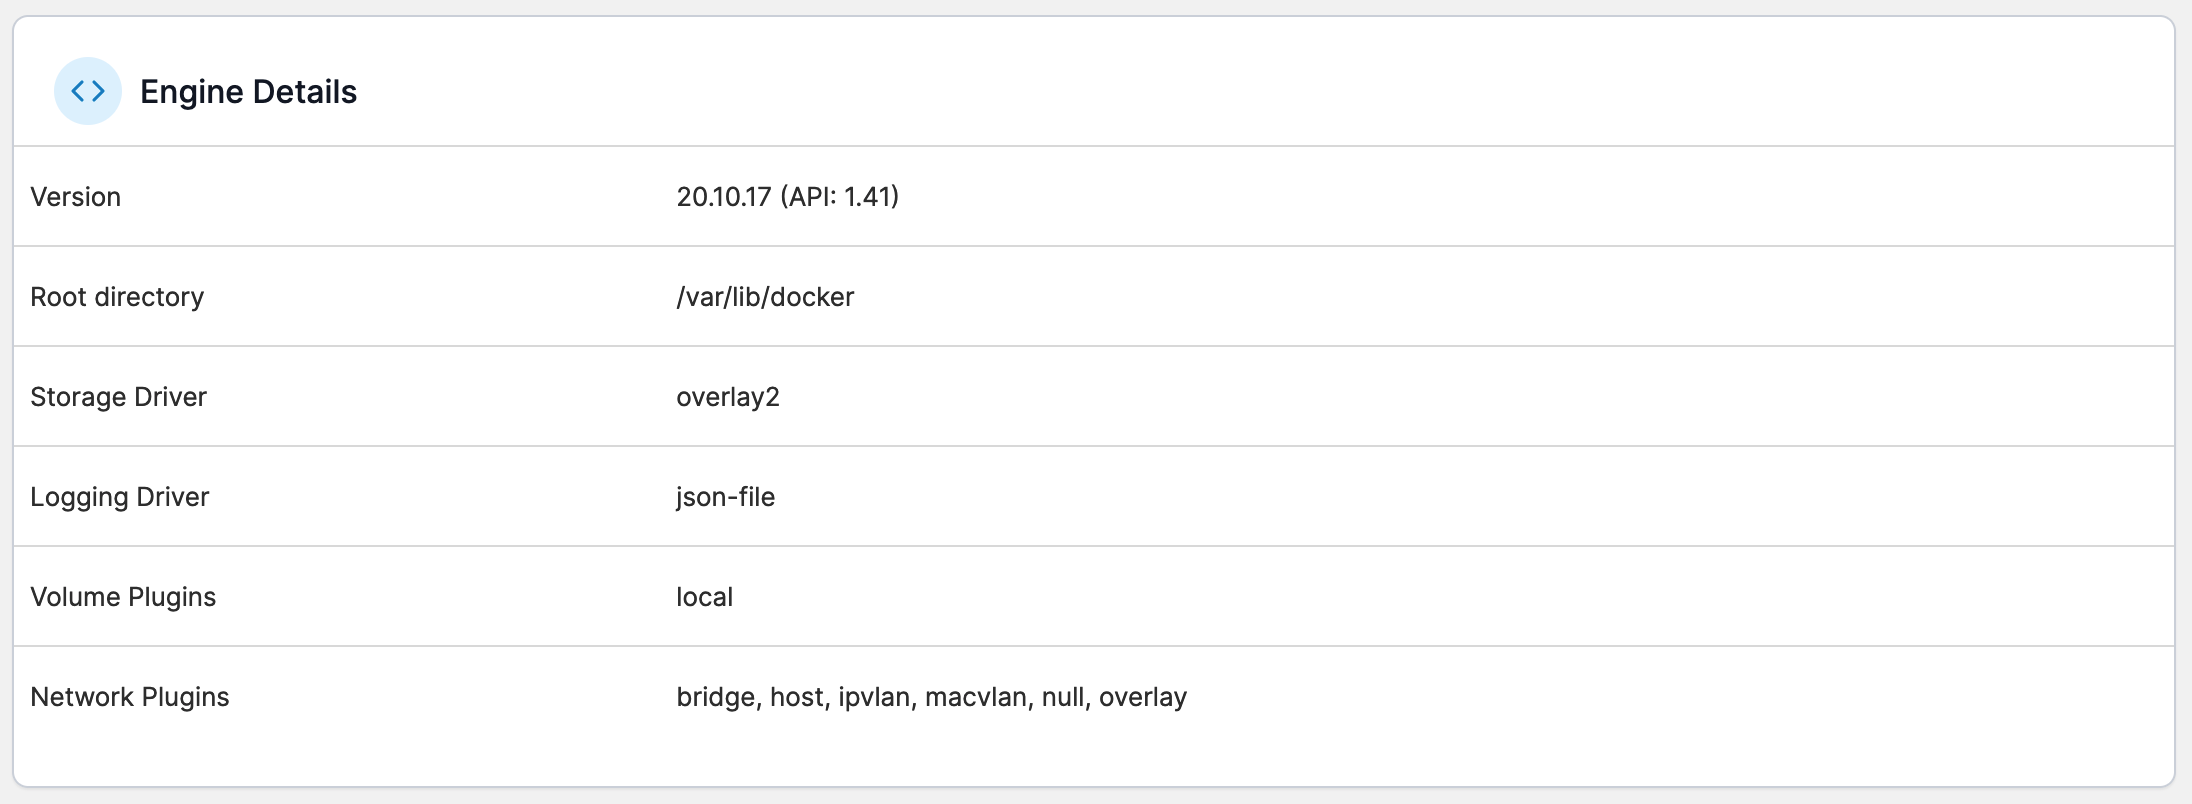 Engine Details
Version 20.10.17 (API: 1.41)
Root directory /var/lib/docker
Storage Driver overlay2
Logging Driver json-file
Volume Plugins local
Network Plugins bridge, host, ipvlan, macvlan, null, overlay